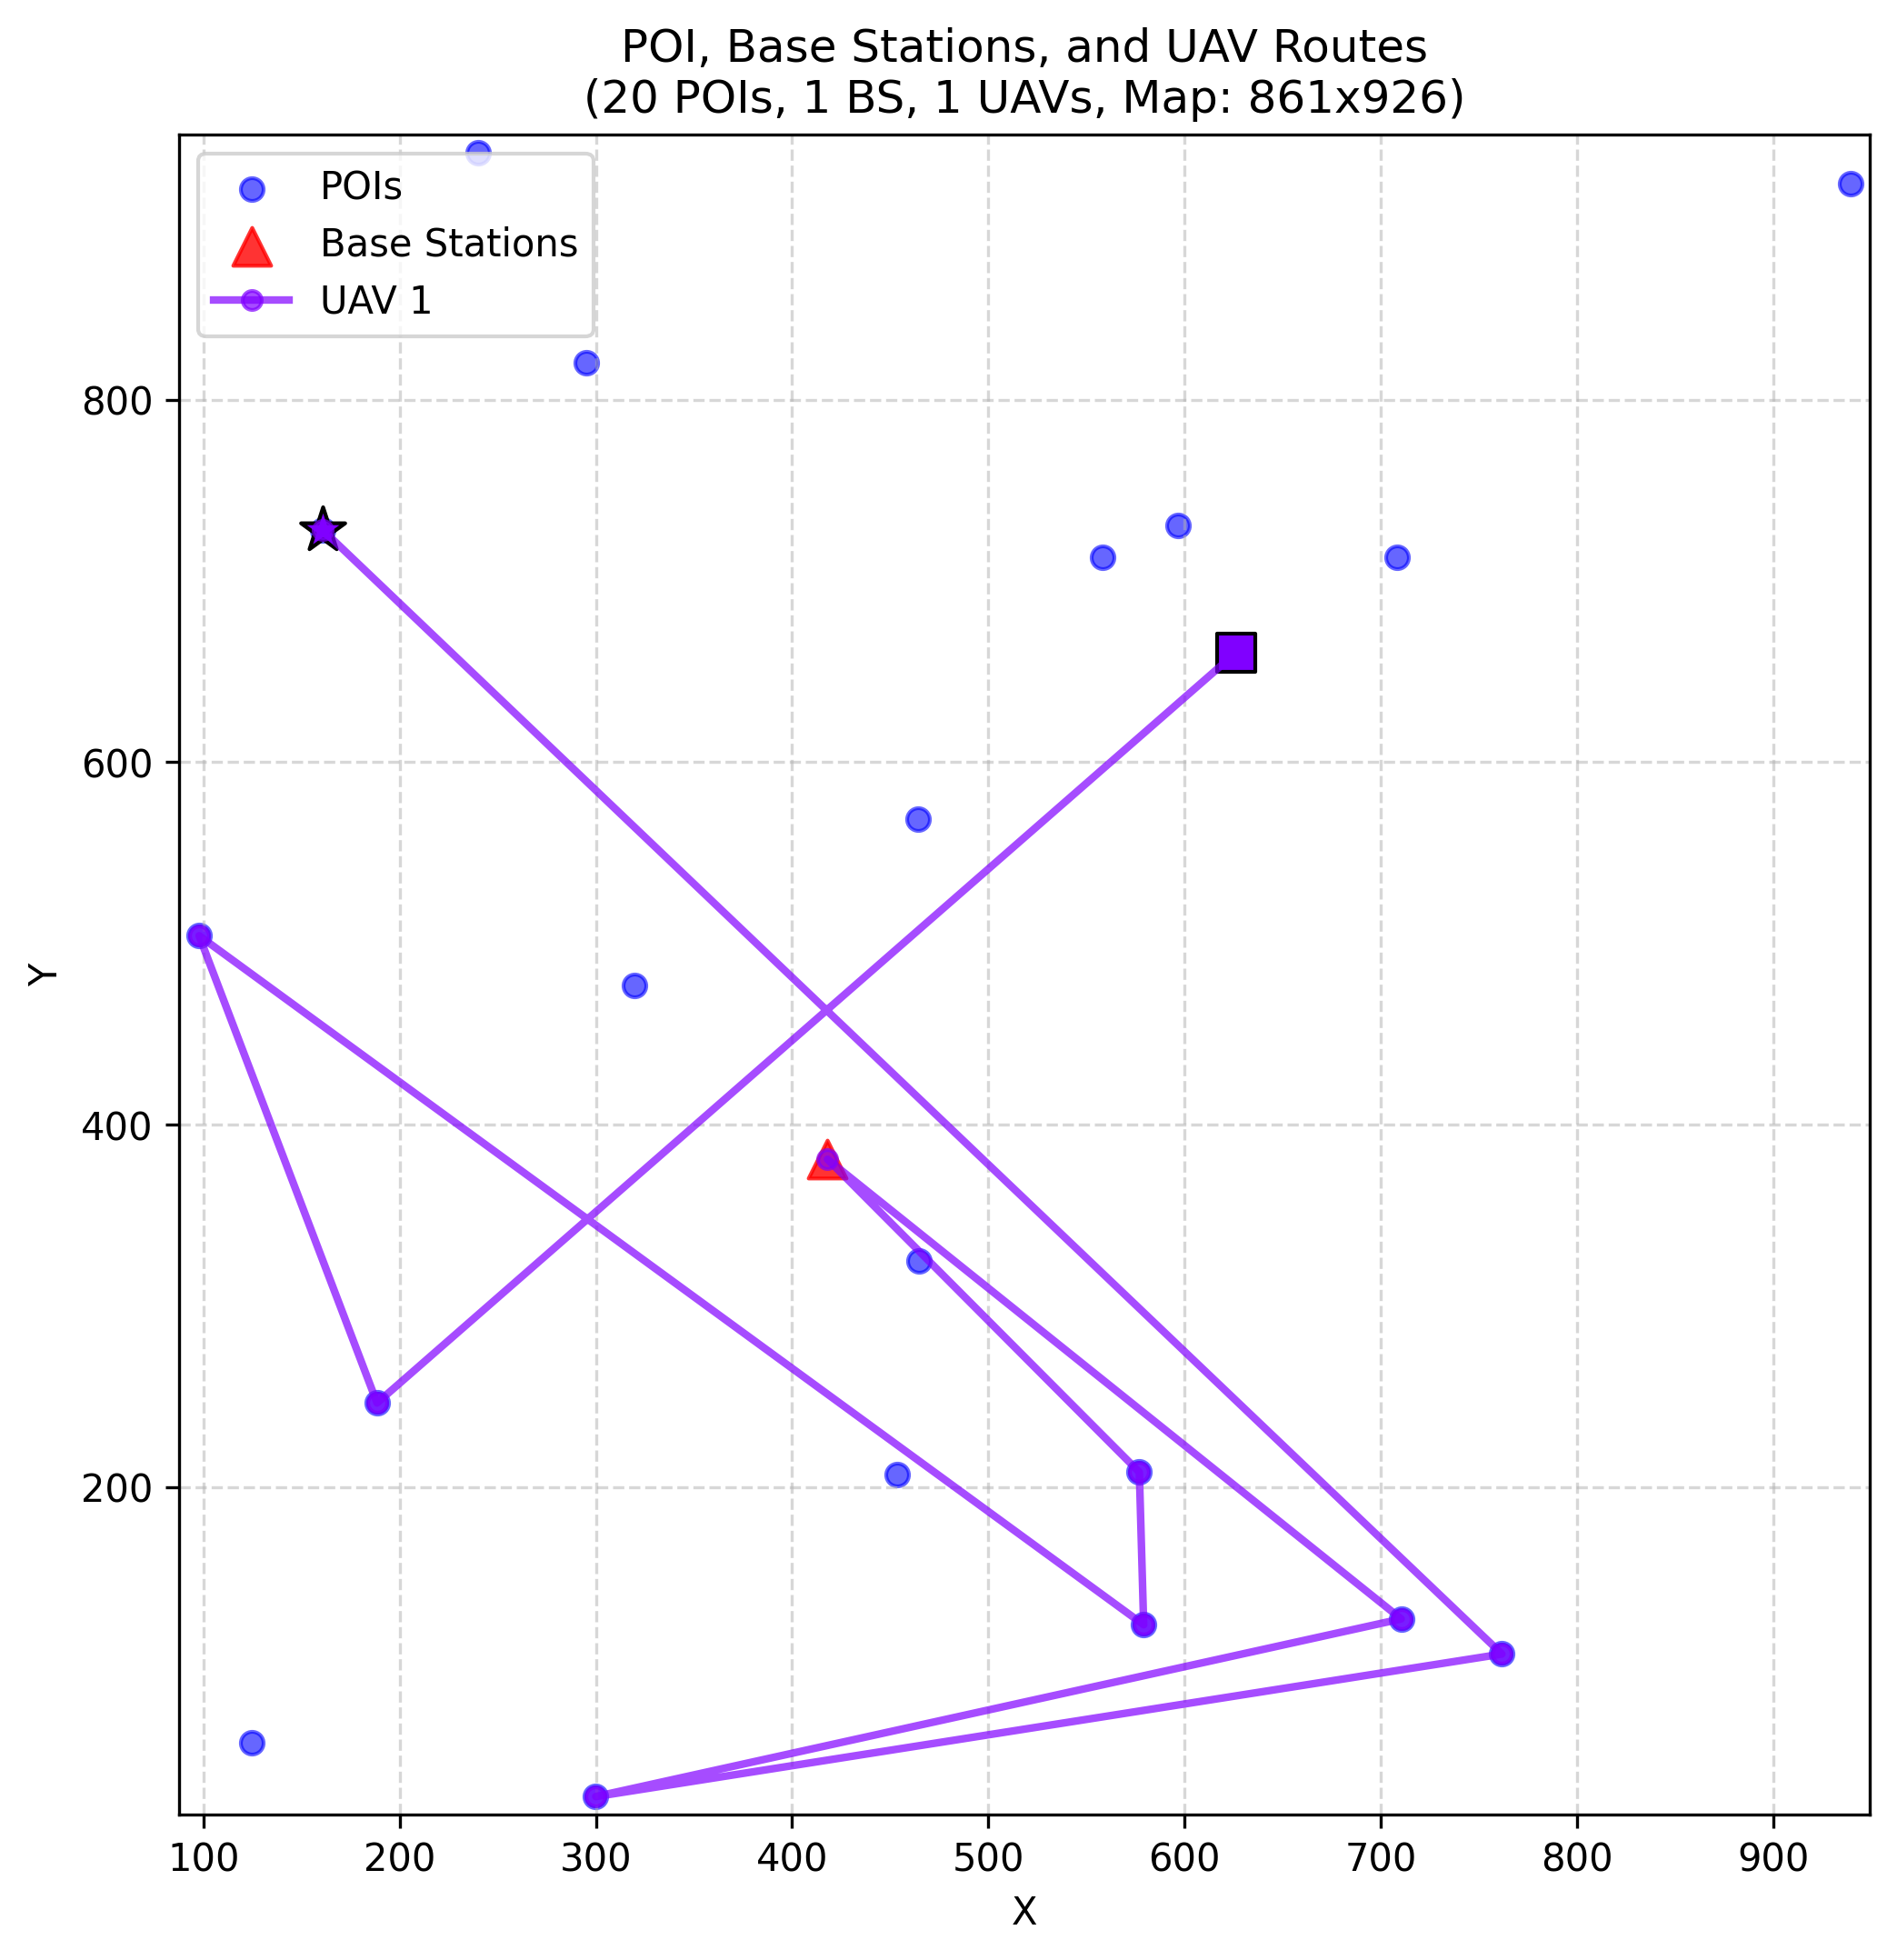 POI, Base Stations, and UAV Routes
(20 POIs, 1 BS, 1 UAVs, Map: 861x926)
POIs
Base Stations
UAV 1
800
600
400
200
Y
100 200 300 400 500 600 700 800 900
X